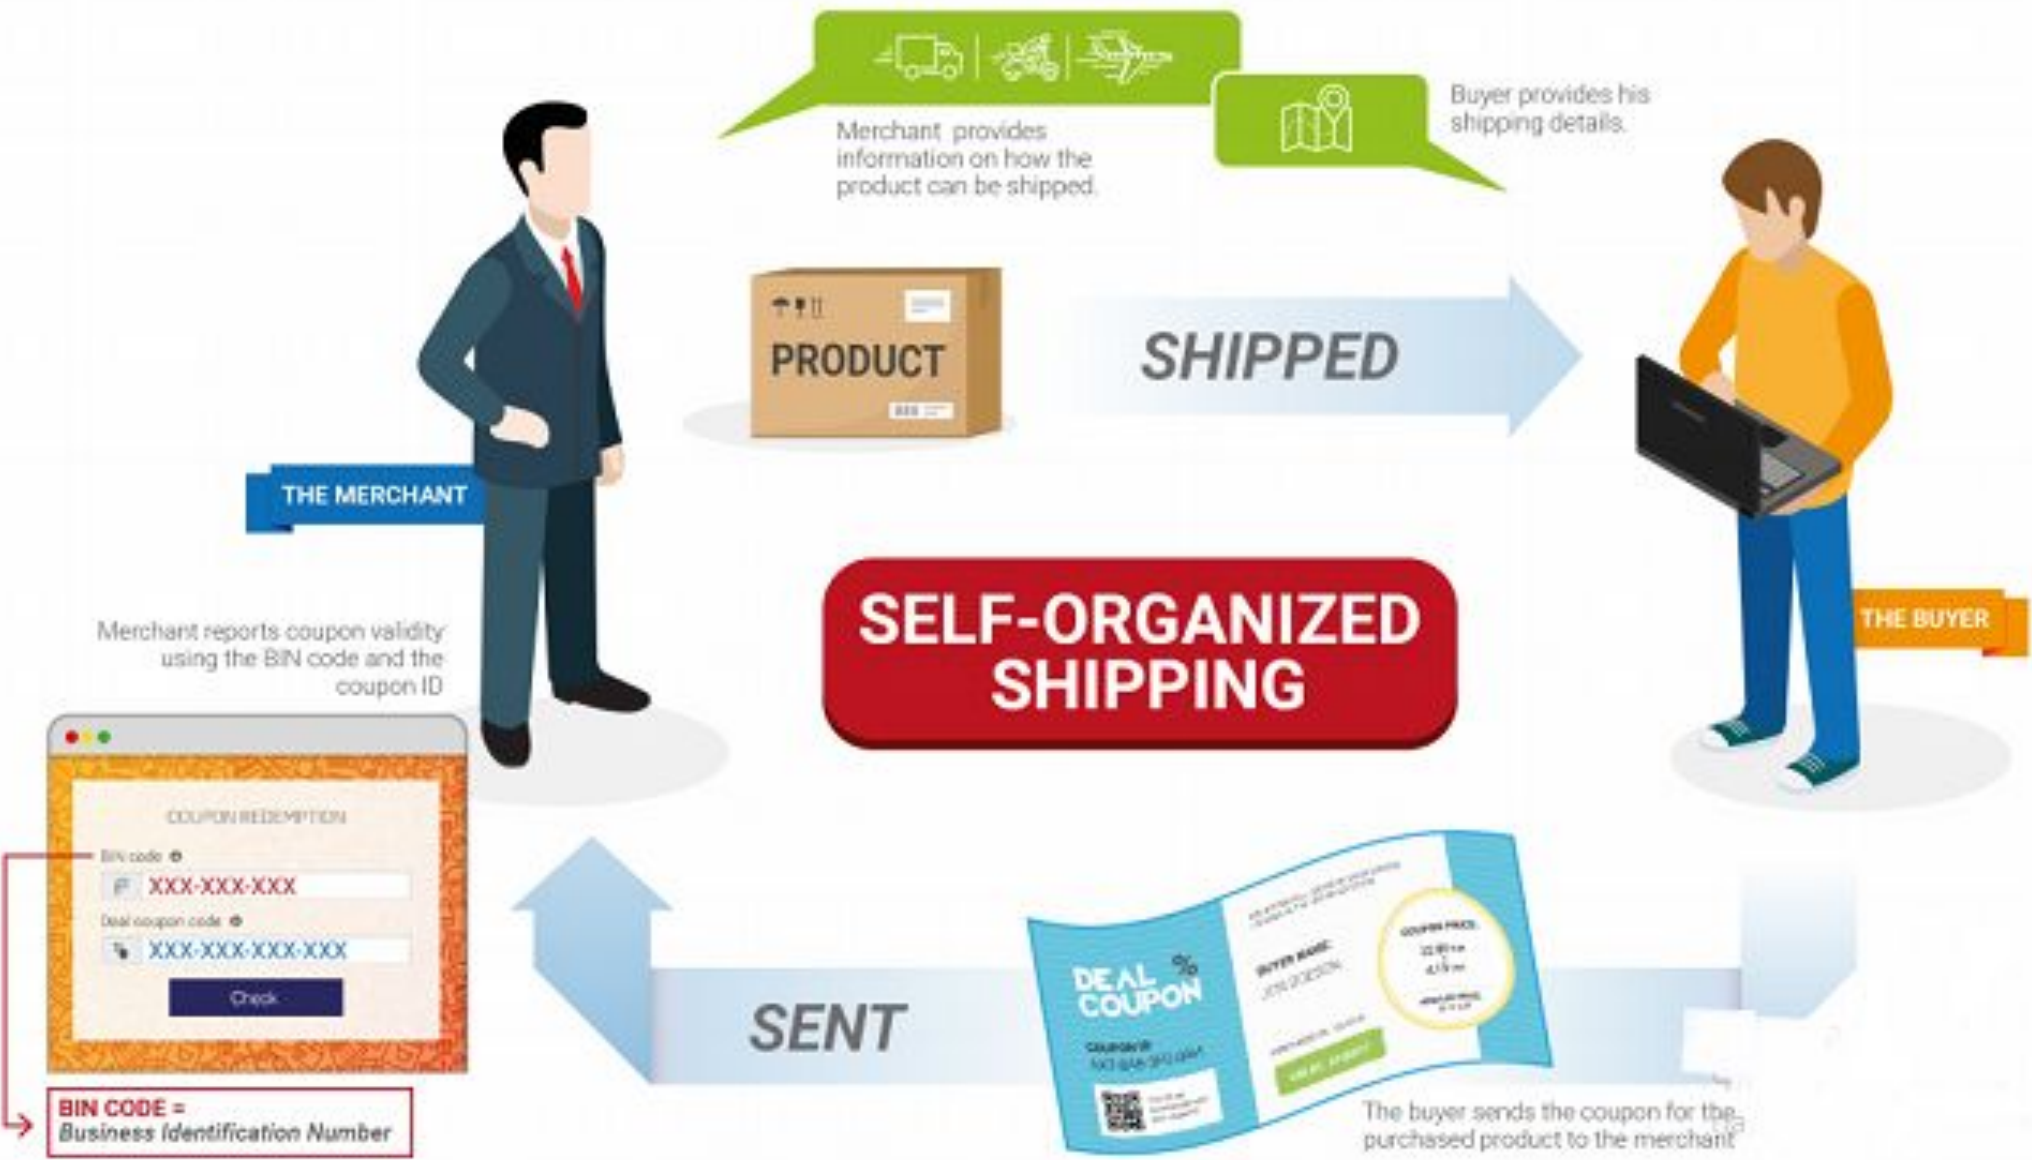 Merchant provides
information on how the
product can be shipped.
Buyer provides his
shipping details.
PRODUCT
SHIPPED
THE MERCHANT
SELF-ORGANIZED
SHIPPING
THE BUYER
Merchant reports coupon validity
using the BIN code and the
coupon ID
COUPON REDEMPTION
BIN code
XXX-XXX-XXX
Deal coupon code
XXX-XXX-XXX-XXX
Check
BIN CODE =
Business Identification Number
SENT
DEAL %
COUPON
COUPON ID
BUYER NAME:
COUPON PRICE:
The buyer sends the coupon for the
purchased product to the merchant